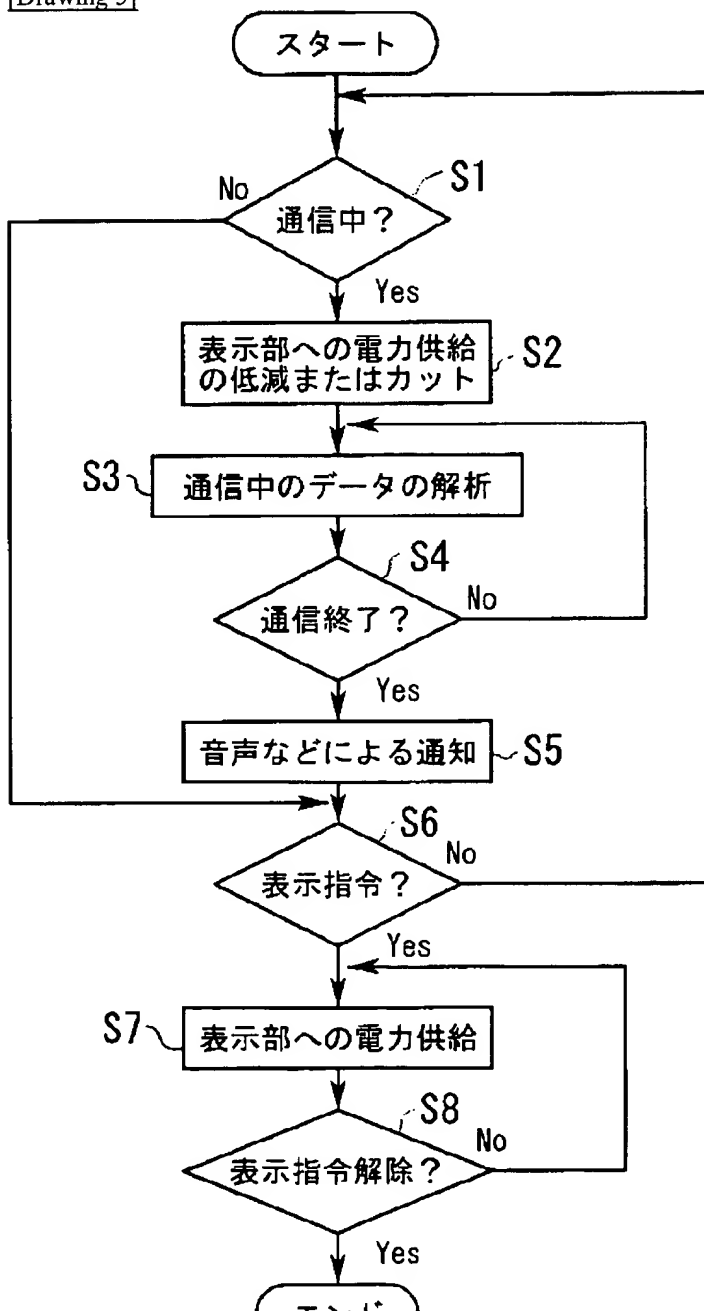 [Drawing 5]
スタート
S1
No
通信中？
Yes
表示部への電力供給
の低減またはカット
S2
S3
通信中のデータの解析
S4
通信終了？
No
Yes
音声などによる通知
S5
S6
No
表示指令？
Yes
S7
表示部への電力供給
S8
No
表示指令解除？
Yes
エンド